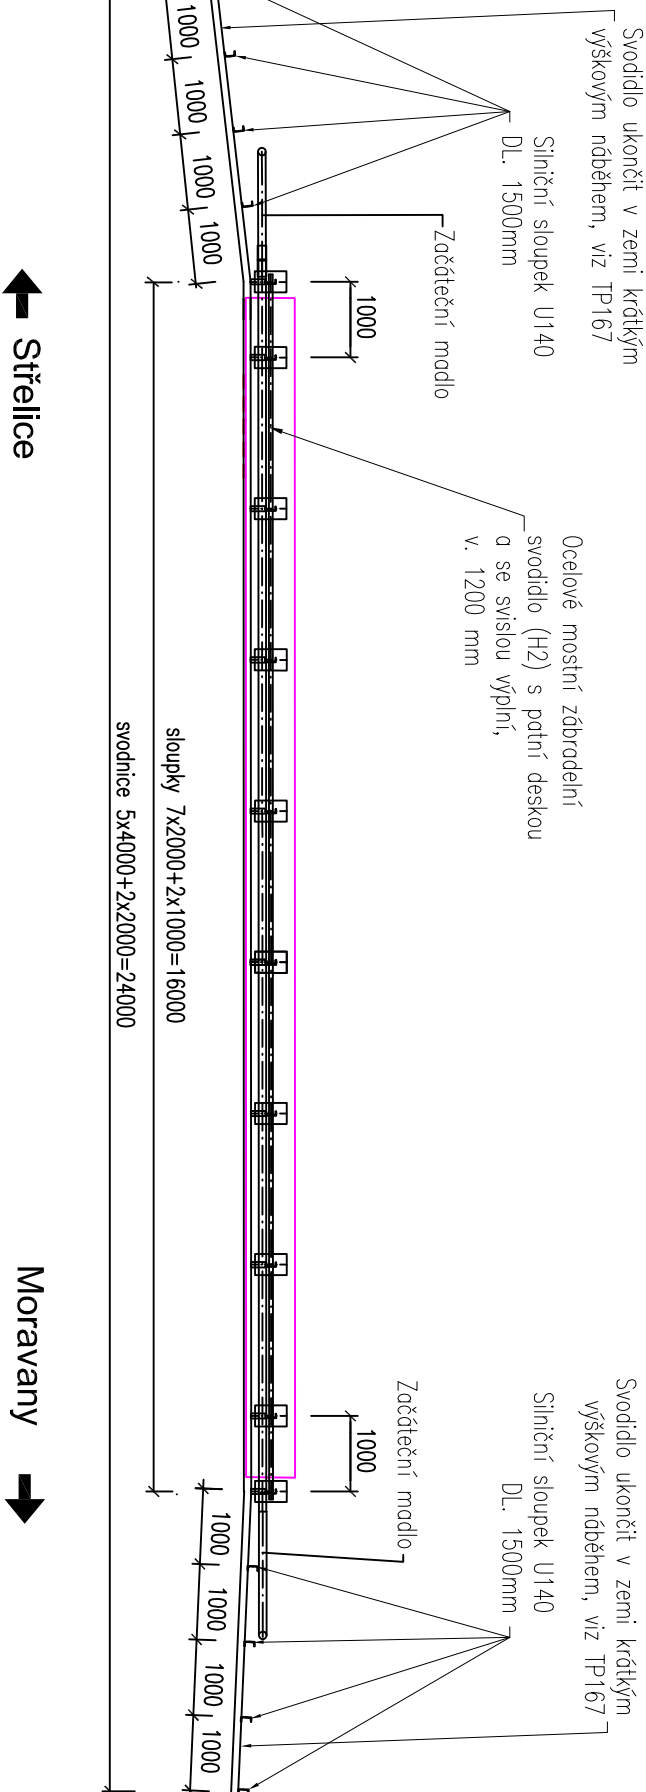 Svodidlo ukončit v zemi krátkým
výškovým náběhem, viz TP167
Silniční sloupek U140
DL. 1500mm
Začáteční madlo
1000
1000
1000
1000
1000
Ocelové mostní zábradelní
svodidlo (H2) s patní deskou
a se svislou výplní,
v. 1200 mm
sloupky 7x2000+2x1000=16000
svodnice 5x4000+2x2000=24000
Svodidlo ukončit v zemi krátkým
výškovým náběhem, viz TP167
Silniční sloupek U140
DL. 1500mm
Začáteční madlo
1000
1000
1000
1000
1000
Střelice
Moravany